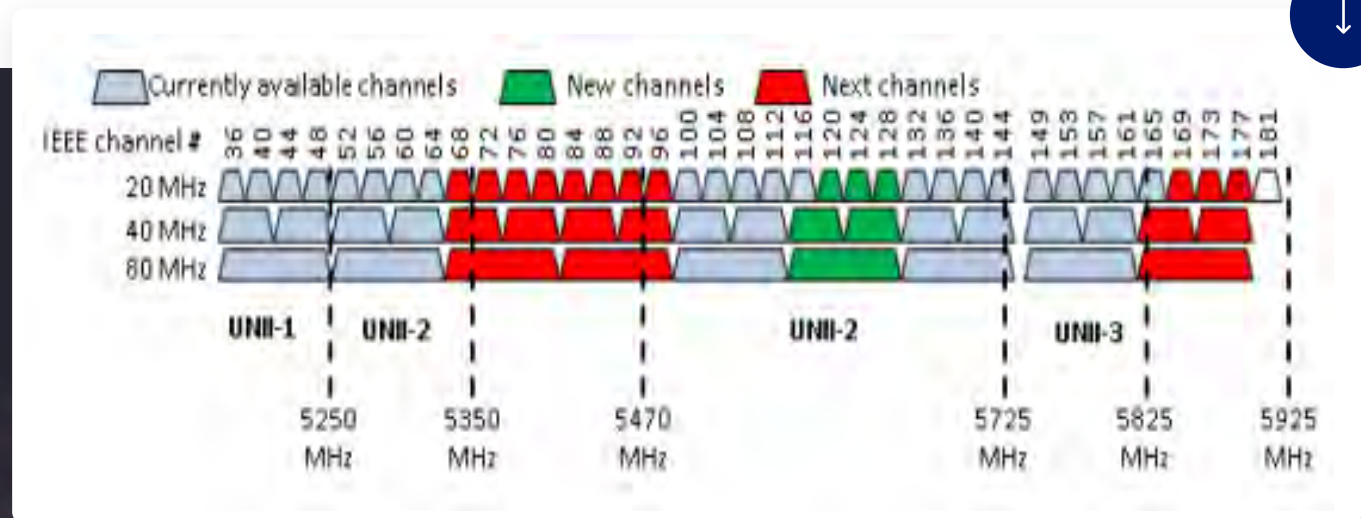 Currently available channels New channels Next channels
IEEE channel # 36 40 44 48 52 56 60 64 68 72 76 80 84 88 92 96 100 104 108 112 116 120 124 128 132 136 140 144 149 153 157 161 165 169 173 177 181
20 MHz
40 MHz
80 MHz
UNII-1 UNII-2 UNII-2 UNII-3
5250 5350 5470 5725 5825 5925
MHz MHz MHz MHz MHz MHz